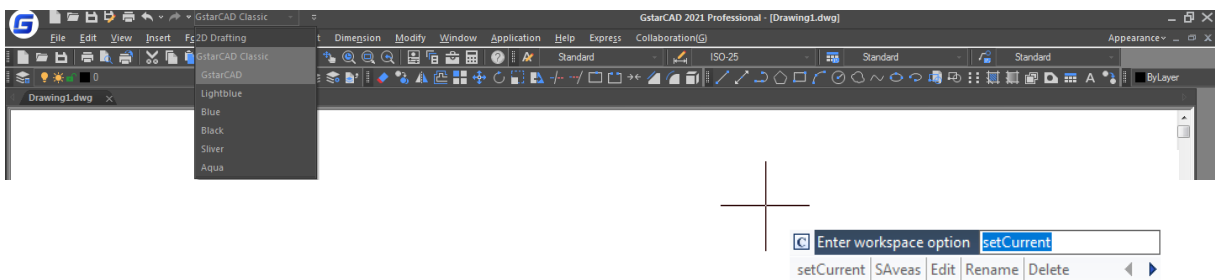 GstarCAD Classic
GstarCAD 2021 Professional - [Drawing1.dwg]
File Edit View Insert F 2D Drafting t Dimension Modify Window Application Help Express Collaboration(G) Appearance
GstarCAD Classic Standard ISO-25 Standard Standard
0 GstarCAD ByLayer
Drawing1.dwg Lightblue
Blue
Black
Sliver
Aqua
Enter workspace option setCurrent
setCurrent SAveas Edit Rename Delete